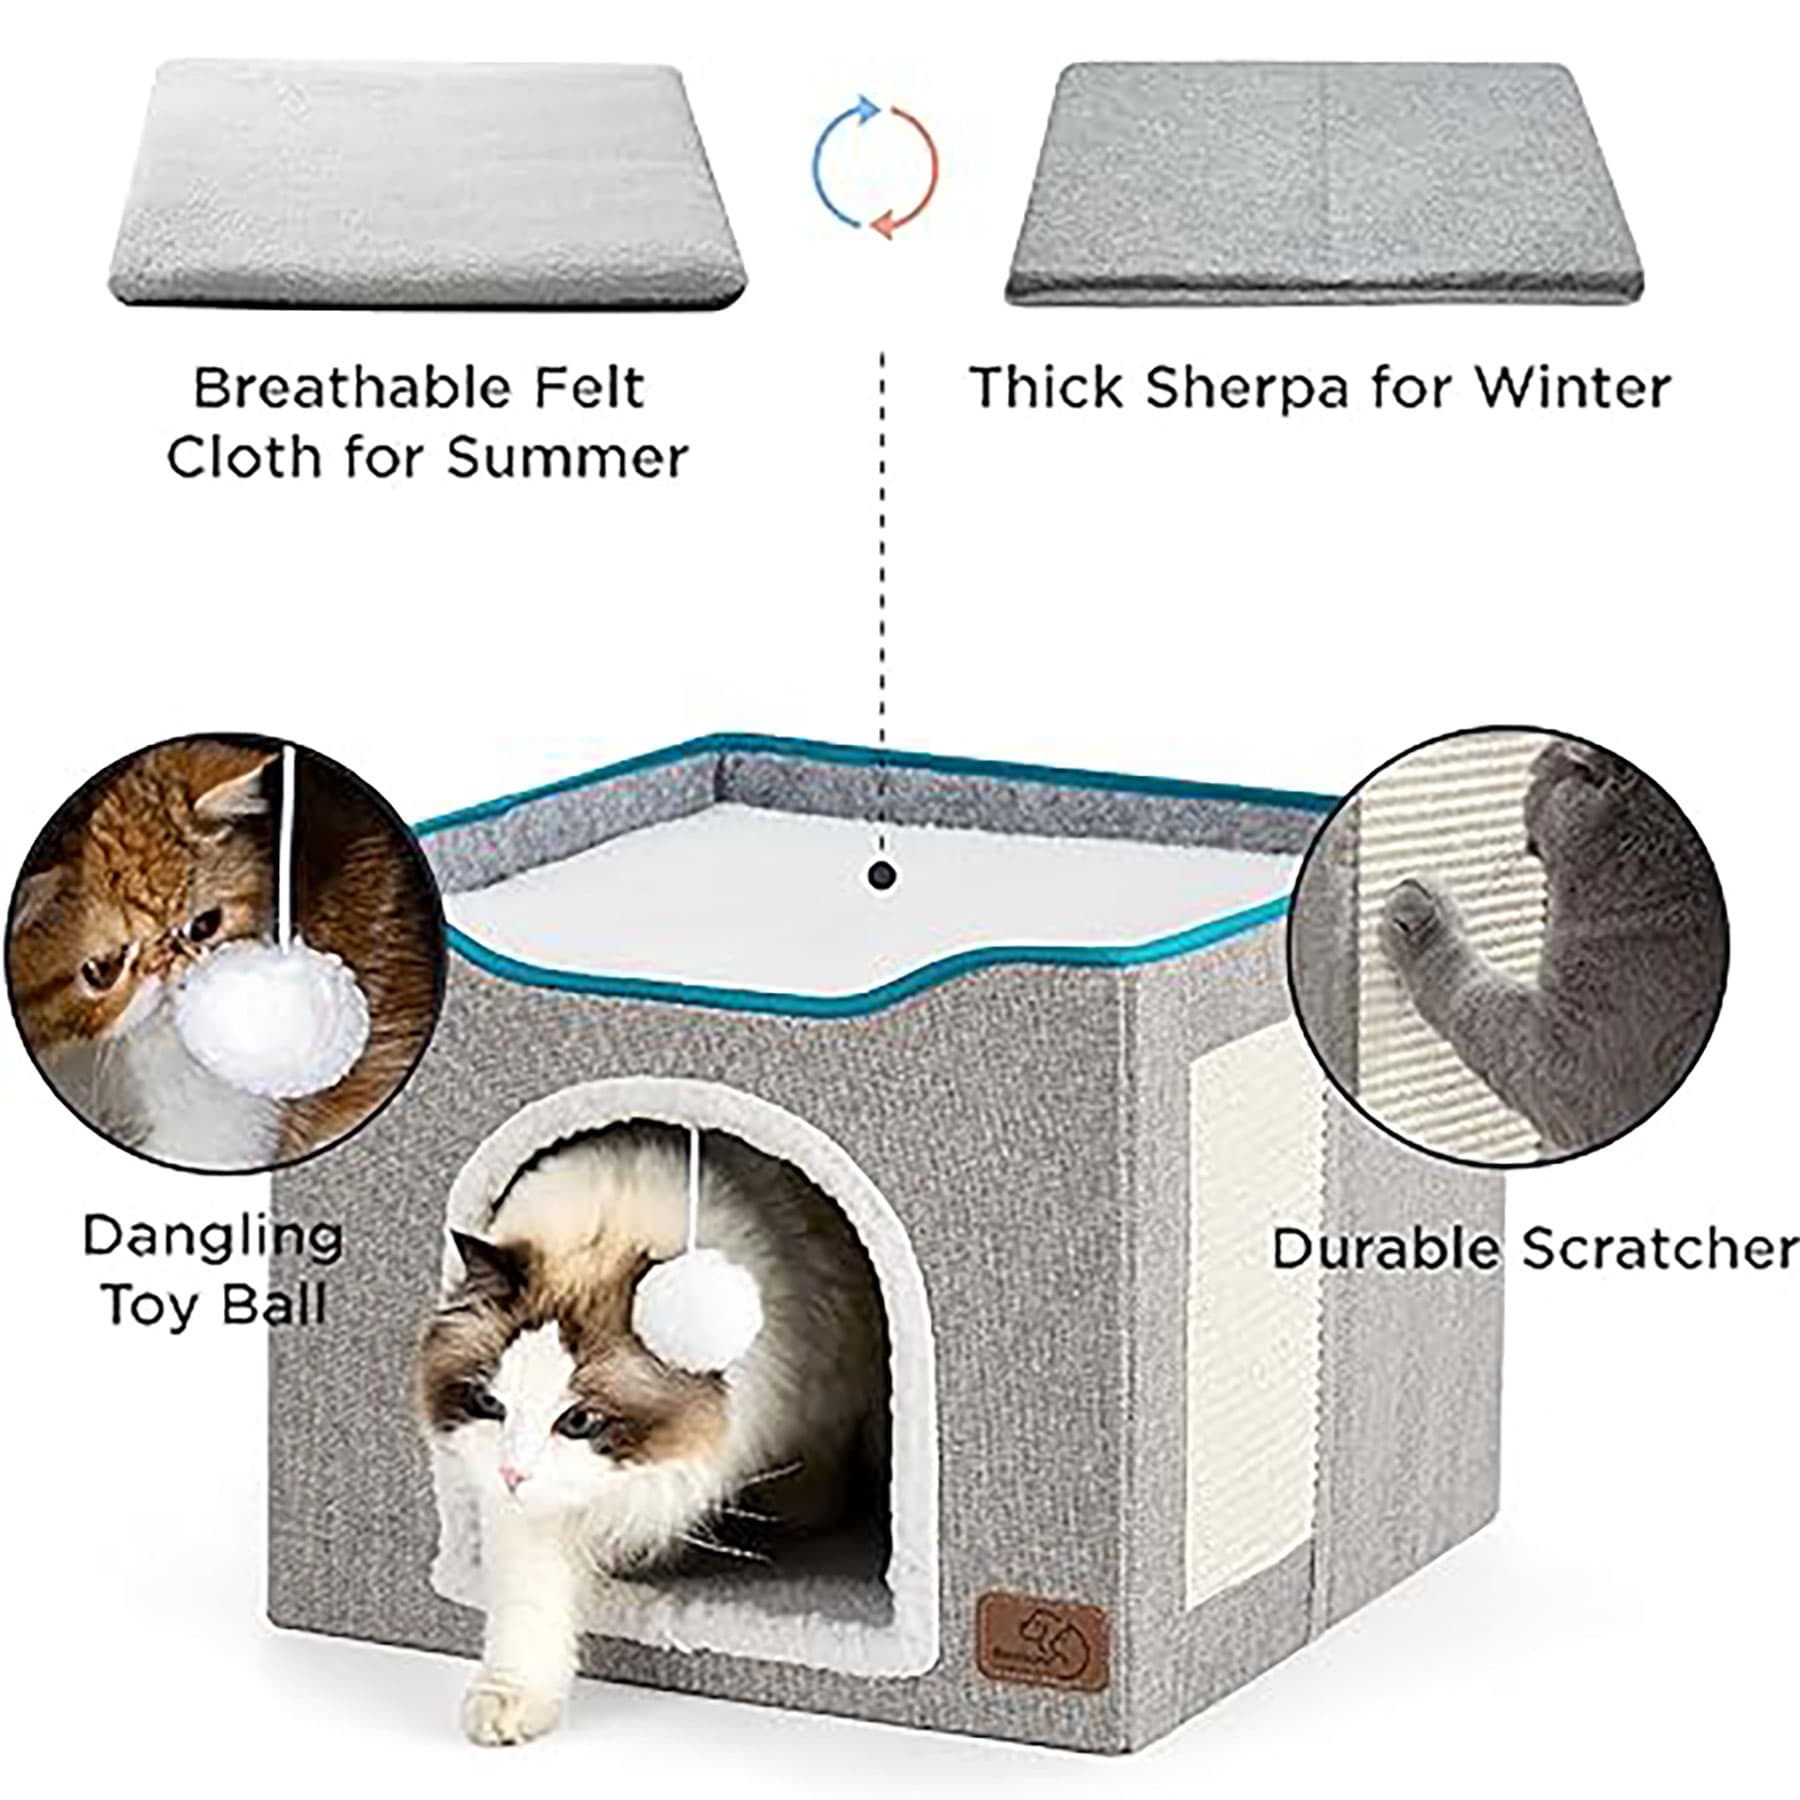 Breathable Felt
Cloth for Summer
Thick Sherpa for Winter
Dangling
Toy Ball
Durable Scratcher